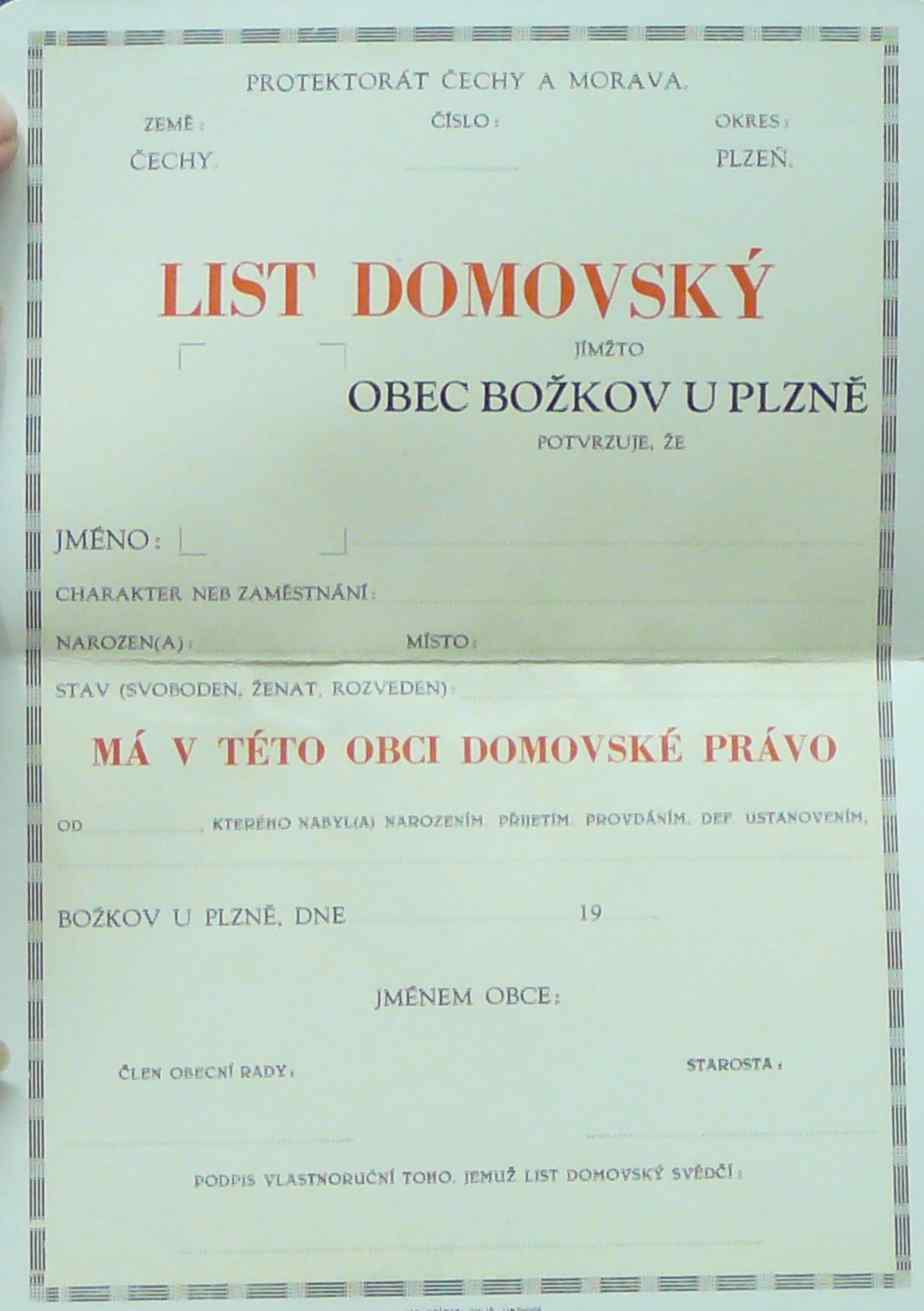 PROTEKTORÁT ČECHY A MORAVA.
ZEMĚ: ČÍSLO: OKRES:
ČECHY. PLZEŇ.
LIST DOMOVSKÝ
JÍMŽTO
OBEC BOŽKOV U PLZNĚ
POTVRZUJE, ŽE
JMÉNO:
CHARAKTER NEB ZAMĚSTNÁNÍ:
NAROZEN(A): MÍSTO:
STAV (SVOBODEN, ŽENAT, ROZVEDEN):
MÁ V TÉTO OBCI DOMOVSKÉ PRÁVO
OD , KTERÉHO NABYL(A) NAROZENÍM, PŘIJETÍM, PROVDÁNÍM, DEF. USTANOVENÍM,
BOŽKOV U PLZNĚ, DNE 19
JMÉNEM OBCE:
ČLEN OBECNÍ RADY: STAROSTA:
PODPIS VLASTNORUČNÍ TOHO, JEMUŽ LIST DOMOVSKÝ SVĚDČÍ: